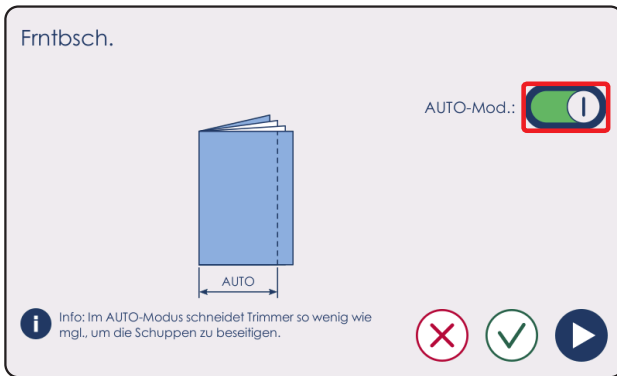 Frntbsch.
AUTO-Mod.:
AUTO
Info: Im AUTO-Modus schneidet Trimmer so wenig wie
mgl., um die Schuppen zu beseitigen.